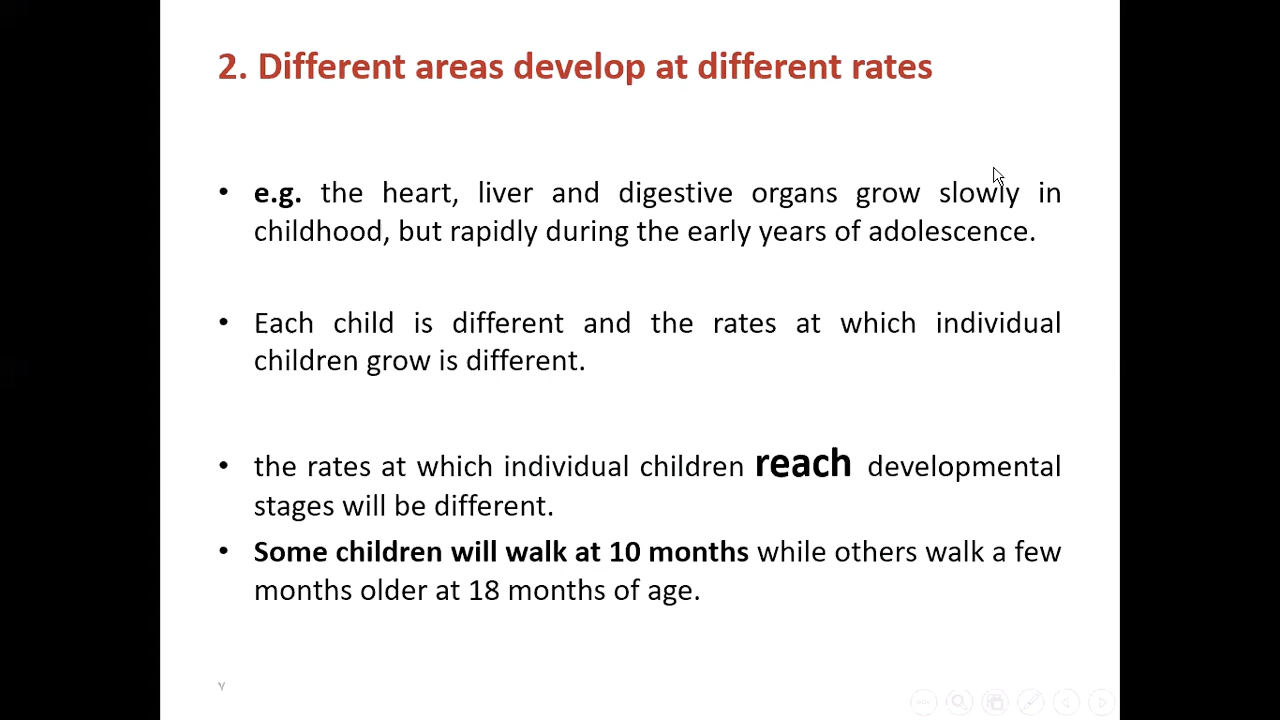 2. Different areas develop at different rates
• e.g. the heart, liver and digestive organs grow slowly in
childhood, but rapidly during the early years of adolescence.
• Each child is different and the rates at which individual
children grow is different.
• the rates at which individual children reach developmental
stages will be different.
• Some children will walk at 10 months while others walk a few
months older at 18 months of age.
٧